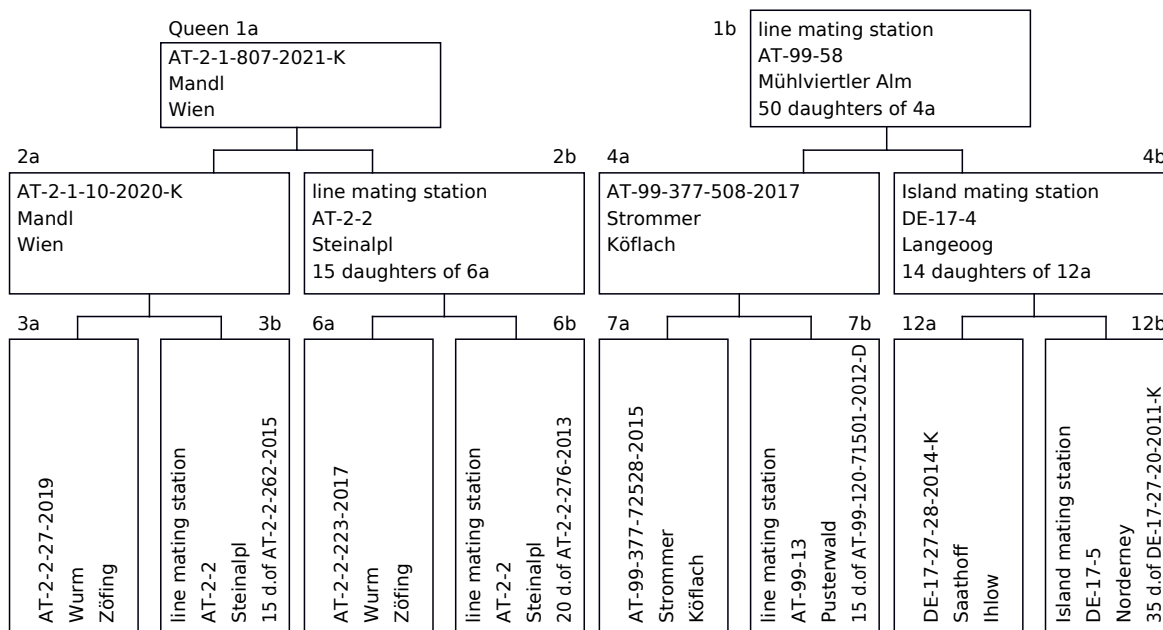 Queen 1a
AT-2-1-807-2021-K
Mandl
Wien
1b
line mating station
AT-99-58
Mühlviertler Alm
50 daughters of 4a
2a
AT-2-1-10-2020-K
Mandl
Wien
2b
line mating station
AT-2-2
Steinalpl
15 daughters of 6a
4a
AT-99-377-508-2017
Strommer
Köflach
4b
Island mating station
DE-17-4
Langeoog
14 daughters of 12a
3a
AT-2-2-27-2019
Wurm
Zöfing
3b
line mating station
AT-2-2
Steinalpl
15 d.of AT-2-2-262-2015
6a
AT-2-2-223-2017
Wurm
Zöfing
6b
line mating station
AT-2-2
Steinalpl
20 d.of AT-2-2-276-2013
7a
AT-99-377-72528-2015
Strommer
Köflach
7b
line mating station
AT-99-13
Pusterwald
15 d.of AT-99-120-71501-2012-D
12a
DE-17-27-28-2014-K
Saathoff
Ihlow
12b
Island mating station
DE-17-5
Norderney
35 d.of DE-17-27-20-2011-K